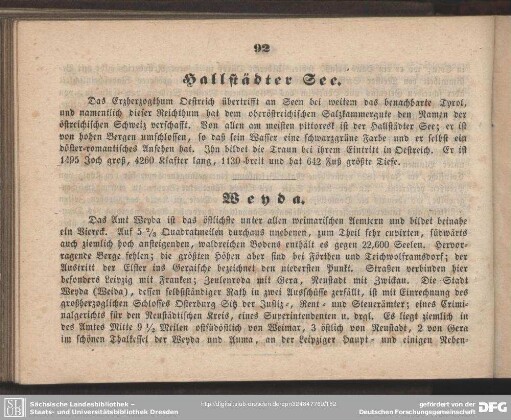 92
Hallstädter See.
Das Erzherzogthum Oestreich übertrifft an Seen bei weitem das benachbarte Tyrol,
und namentlich dieser Reichthum hat dem oberöstreichischen Salzkammergute den Namen der
östreichischen Schweiz verschafft. Von allen am meisten pittoresk ist der Hallstädter See; er ist
von hohen Bergen umschlossen, so daß sein Wasser eine schwarzgrüne Farbe und er selbst ein
düster-romantisches Ansehen hat. Ihn bildet die Traun bei ihrem Eintritt in Oestreich. Er ist
1495 Joch groß, 4260 Klafter lang, 1130 breit und hat 642 Fuß größte Tiefe.
Weyda.
Das Amt Weyda ist das östlichste unter allen weimarischen Aemtern und bildet beinahe
ein Viereck. Auf 5 2/3 Quadratmeilen durchaus unebenen, zum Theil sehr coupirten, südwärts
auch ziemlich hoch ansteigenden, waldreichen Bodens enthält es gegen 22,600 Seelen. Hervor-
ragende Berge fehlen; die größten Höhen aber sind bei Förthen und Teichwolframsdorf; der
Austritt der Elster ins Geraische bezeichnet den niedersten Punkt. Straßen verbinden hier
besonders Leipzig mit Franken; Zeulenroda mit Gera, Neustadt mit Zwickau. Die Stadt
Weyda (Weida), dessen selbstständiger Rath in zwei Ausschüsse zerfällt, ist mit Einrechnung des
großherzoglichen Schlosses Osterburg Sitz der Justiz-, Rent- und Steuerämter; eines Crimi-
nalgerichts für den Neustädtischen Kreis, eines Superintendenten u. drgl. Es liegt ziemlich in
des Amtes Mitte 9 1/2 Meilen ostsüdöstlich von Weimar, 3 östlich von Neustadt, 2 von Gera
im schönen Thalkessel der Weyda und Auma, an der Leipziger Haupt- und einigen Neben-
SLUB
Sächsische Landesbibliothek –
Staats- und Universitätsbibliothek Dresden
gefördert von der
Deutschen Forschungsgemeinschaft
DFG